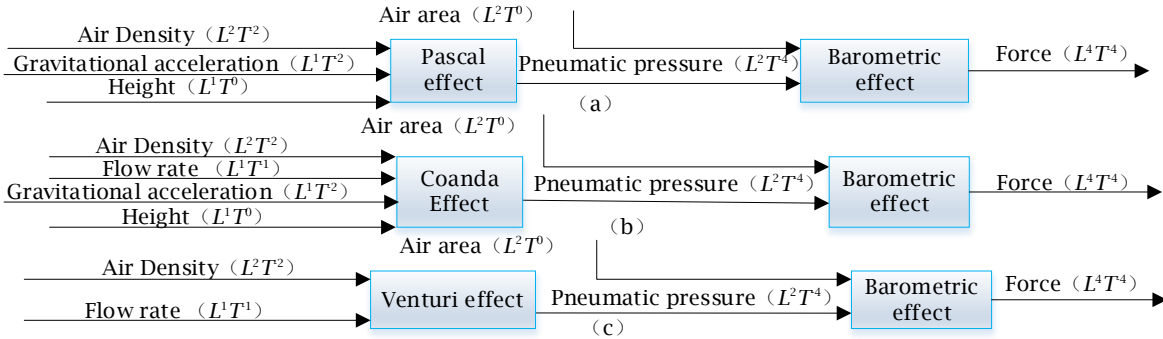 Air area（L²T⁰）
Air Density（L²T²）
Gravitational acceleration（L¹T²）
Height（L¹T⁰）
Pascal
effect
Pneumatic pressure（L²T⁴）
Barometric
effect
Force（L⁴T⁴）
（a）
Air area（L²T⁰）
Air Density（L²T²）
Flow rate（L¹T¹）
Gravitational acceleration（L¹T²）
Height（L¹T⁰）
Coanda
Effect
Pneumatic pressure（L²T⁴）
Barometric
effect
Force（L⁴T⁴）
（b）
Air area（L²T⁰）
Air Density（L²T²）
Flow rate （L¹T¹）
Venturi effect
Pneumatic pressure（L²T⁴）
Barometric
effect
Force（L⁴T⁴）
（c）